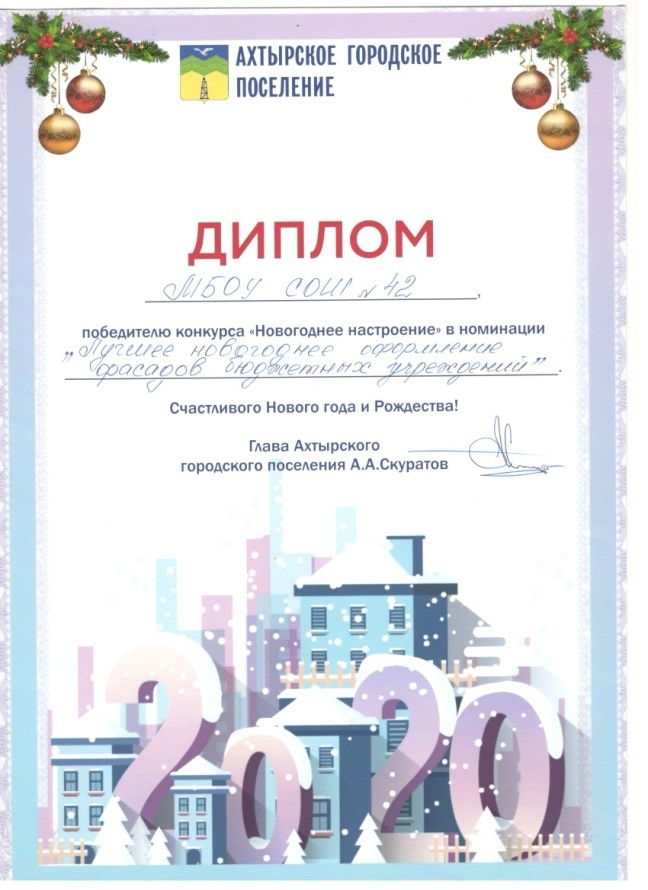 АХТЫРСКОЕ ГОРОДСКОЕ
ПОСЕЛЕНИЕ
ДИПЛОМ
МБОУ СОШ № 42,
победителю конкурса «Новогоднее настроение» в номинации
„Лучшее новогоднее оформление
фасадов бюджетных учреждений".
Счастливого Нового года и Рождества!
Глава Ахтырского
городского поселения А.А.Скуратов
2020